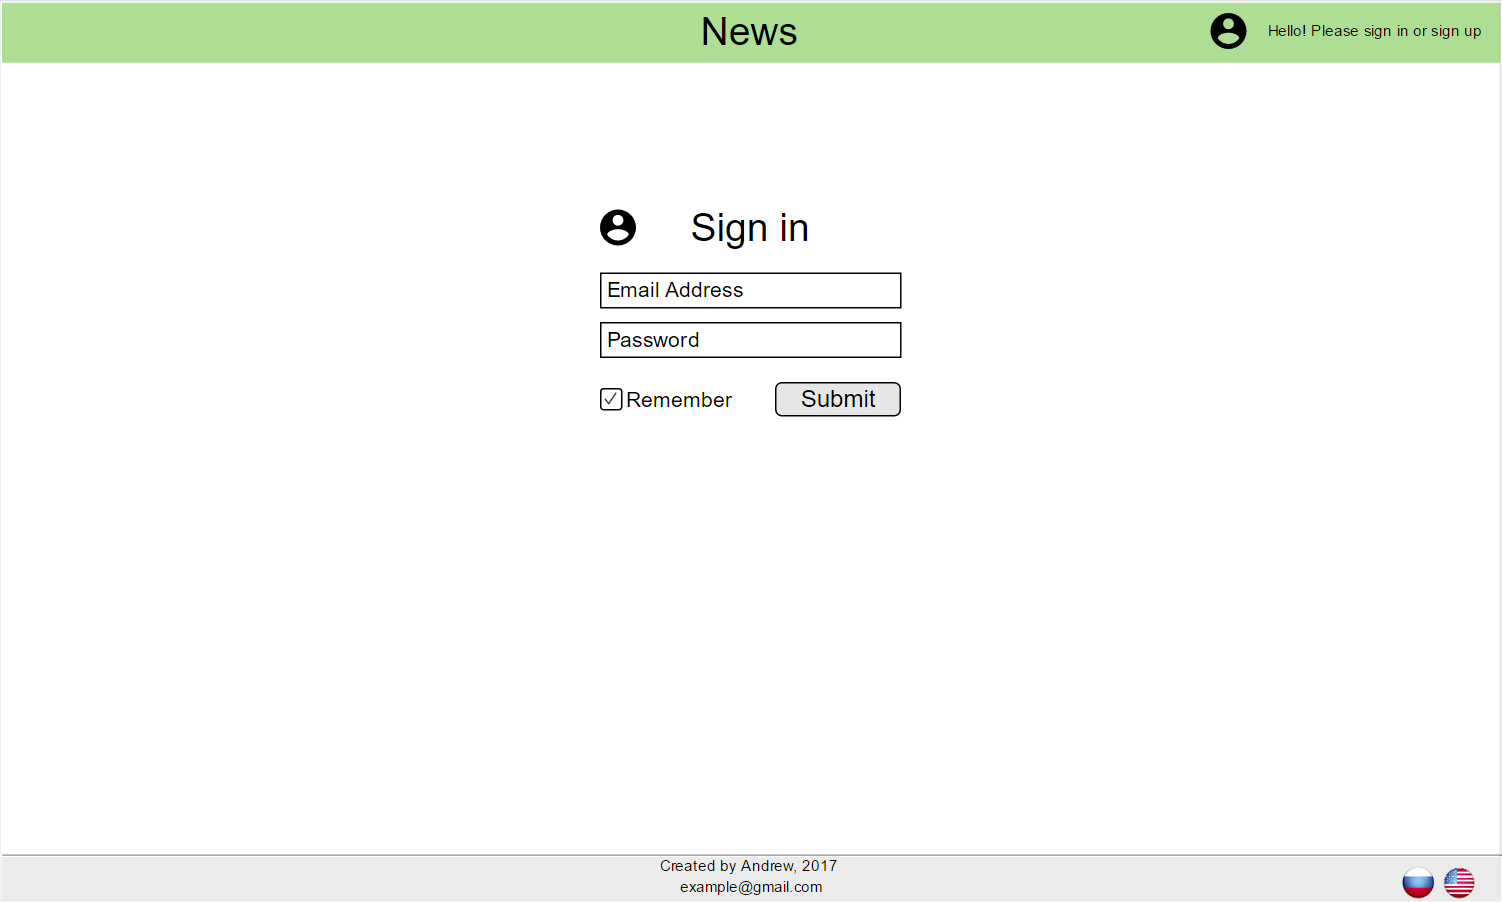 News
Hello! Please sign in or sign up
Sign in
Email Address
Password
Remember
Submit
Created by Andrew, 2017
example@gmail.com